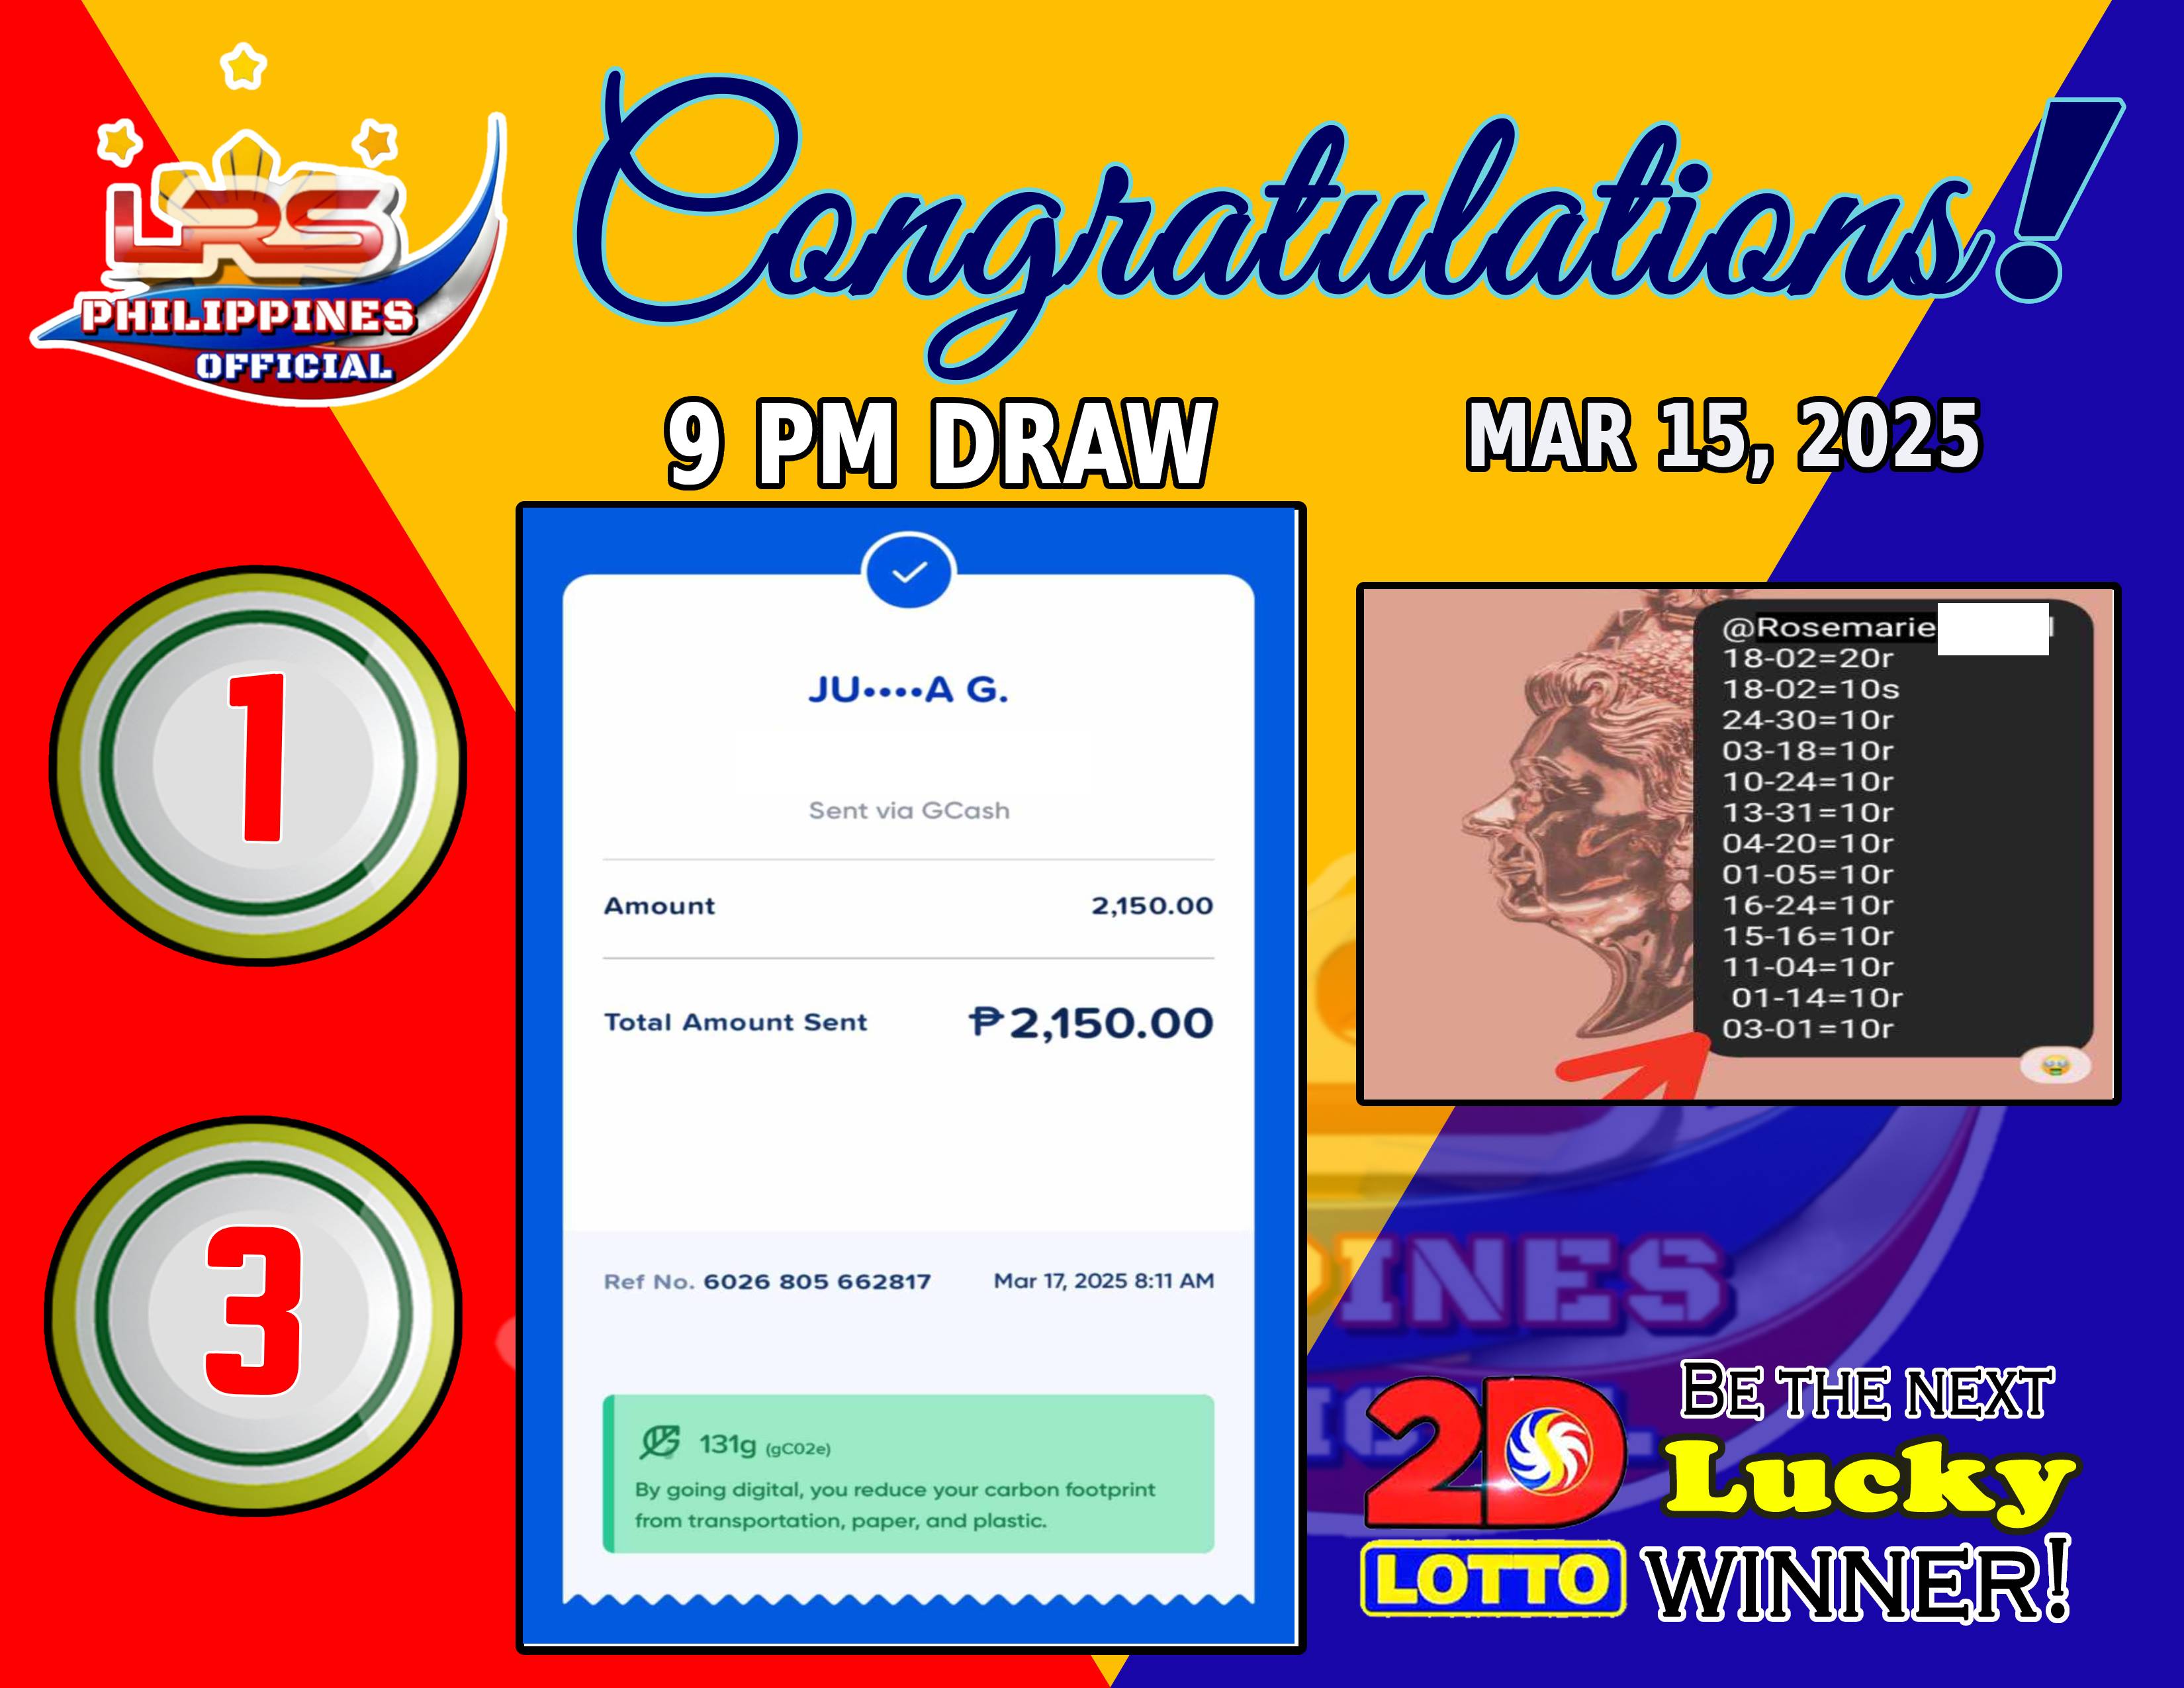 LRS
PHILIPPINES
OFFICIAL
Congratulations!
9 PM DRAW
MAR 15, 2025
1
3
JU••••A G.
Sent via GCash
Amount 2,150.00
Total Amount Sent ₱2,150.00
Ref No. 6026 805 662817 Mar 17, 2025 8:11 AM
131g (gC02e)
By going digital, you reduce your carbon footprint
from transportation, paper, and plastic.
@Rosemarie
18-02=20r
18-02=10s
24-30=10r
03-18=10r
10-24=10r
13-31=10r
04-20=10r
01-05=10r
16-24=10r
15-16=10r
11-04=10r
01-14=10r
03-01=10r
PINES
2D
LOTTO
BE THE NEXT
Lucky
WINNER!